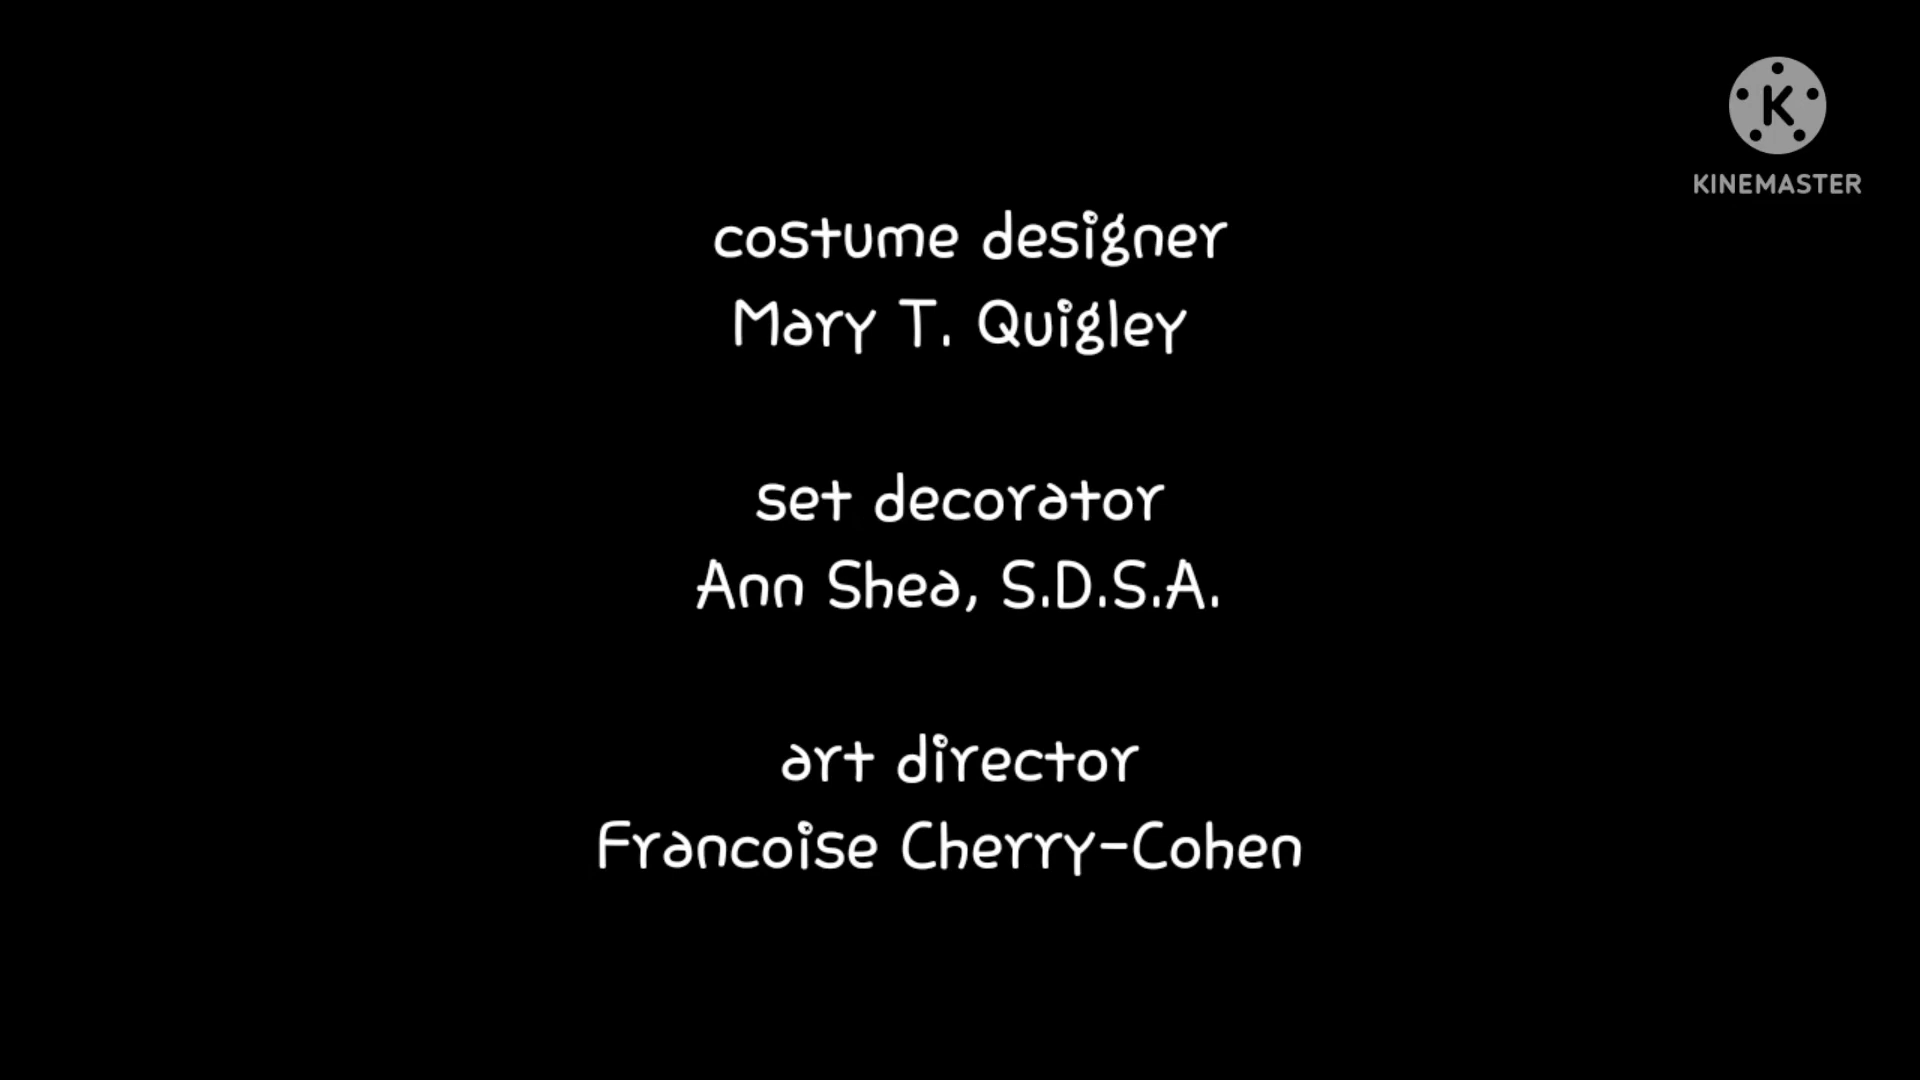 K
KINEMASTER
costume designer
Mary T. Quigley
set decorator
Ann Shea, S.D.S.A.
art director
Francoise Cherry-Cohen